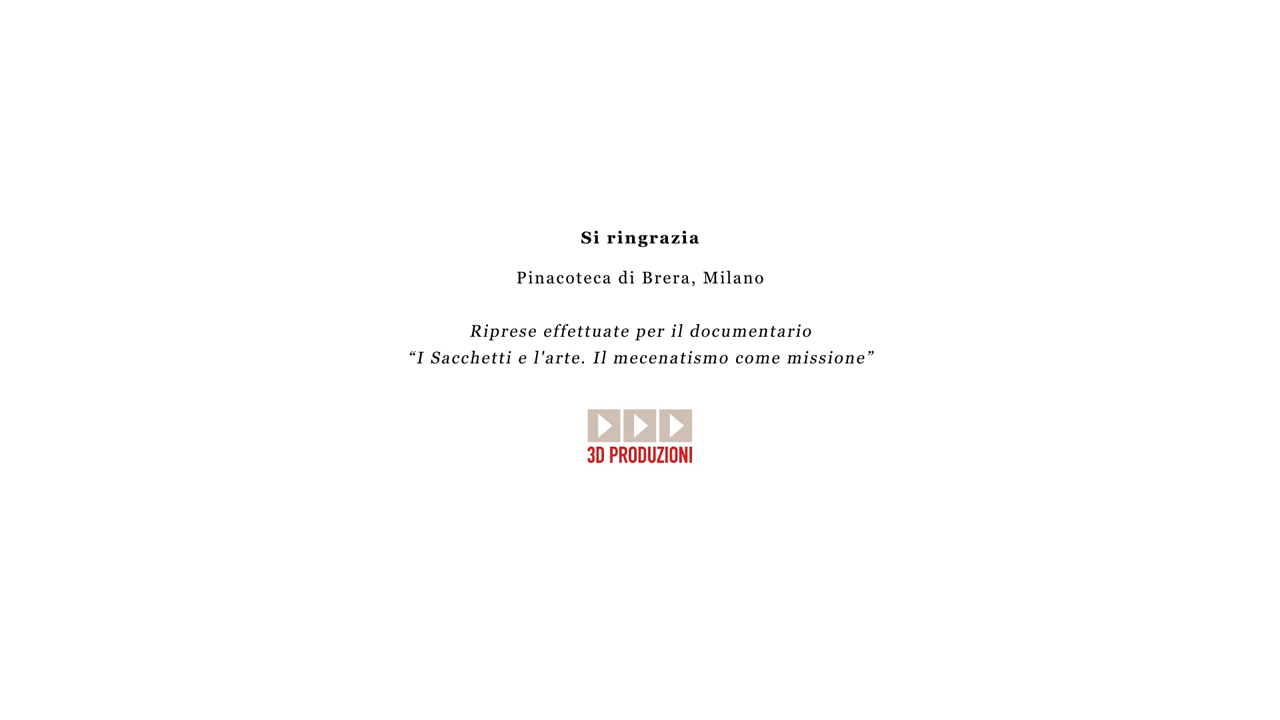 Si ringrazia
Pinacoteca di Brera, Milano
Riprese effettuate per il documentario
“I Sacchetti e l'arte. Il mecenatismo come missione”
3D PRODUZIONI